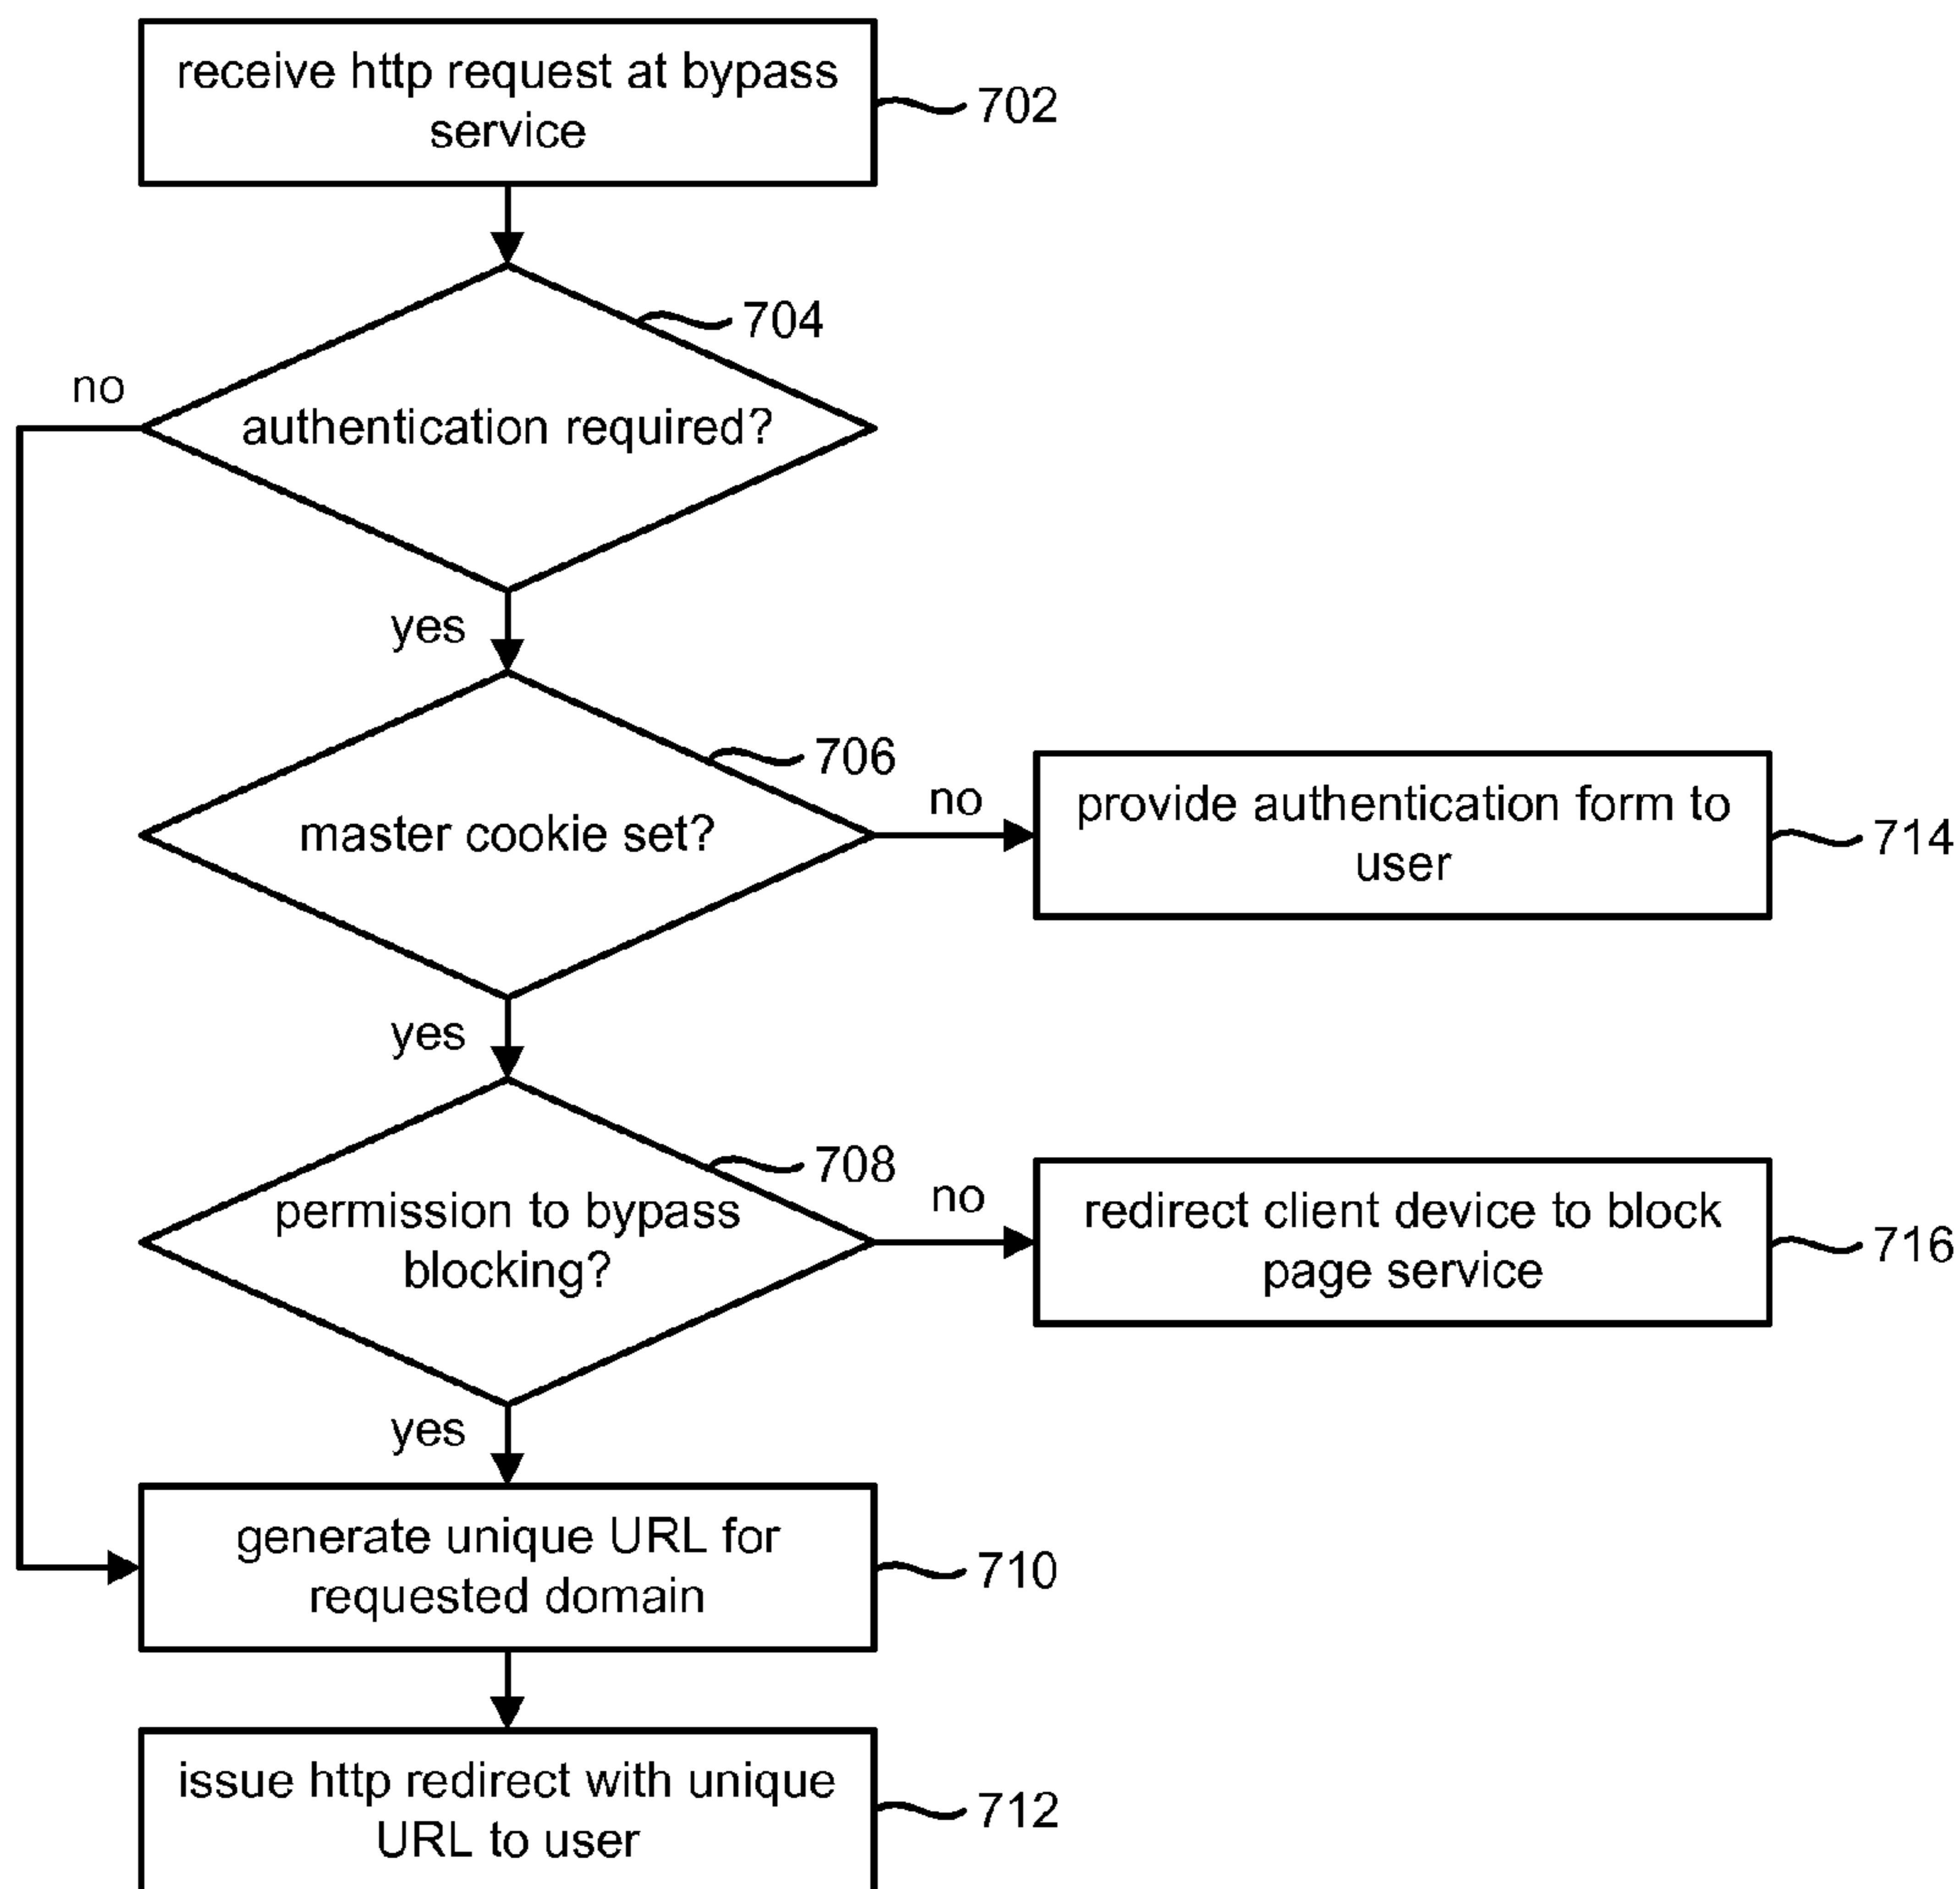 receive http request at bypass
service
702
704
no
authentication required?
yes
706
master cookie set?
no
provide authentication form to
user
714
yes
708
permission to bypass
blocking?
no
redirect client device to block
page service
716
yes
generate unique URL for
requested domain
710
issue http redirect with unique
URL to user
712